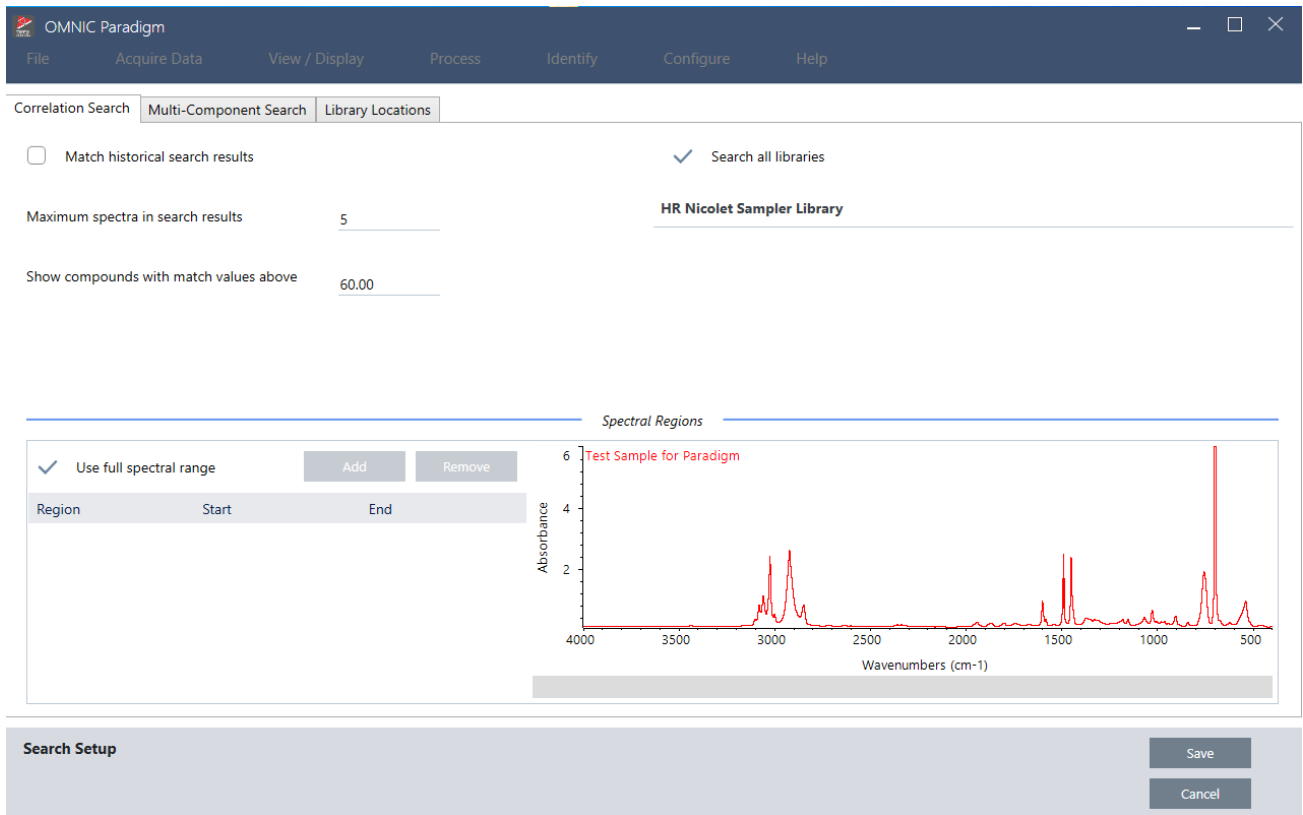 OMNIC Paradigm
File Acquire Data View / Display Process Identify Configure Help
Correlation Search Multi-Component Search Library Locations
Match historical search results
Search all libraries
Maximum spectra in search results 5
HR Nicolet Sampler Library
Show compounds with match values above 60.00
Spectral Regions
Use full spectral range Add Remove
Region Start End
Test Sample for Paradigm
Absorbance
6
4
2
4000 3500 3000 2500 2000 1500 1000 500
Wavenumbers (cm-1)
Search Setup
Save
Cancel